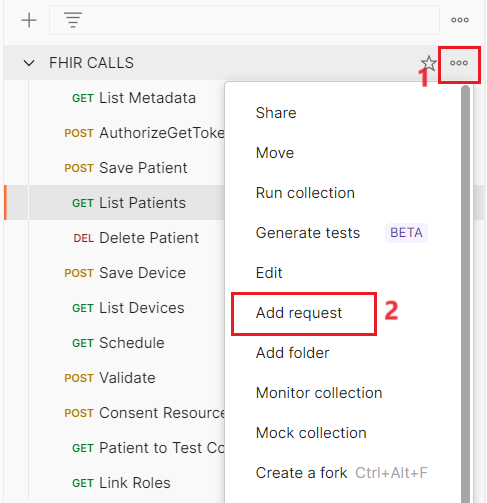 FHIR CALLS
1
GET List Metadata
POST AuthorizeGetToke
POST Save Patient
GET List Patients
DEL Delete Patient
POST Save Device
GET List Devices
GET Schedule
POST Validate
POST Consent Resource
GET Patient to Test Co
GET Link Roles
Share
Move
Run collection
Generate tests BETA
Edit
Add request 2
Add folder
Monitor collection
Mock collection
Create a fork Ctrl+Alt+F